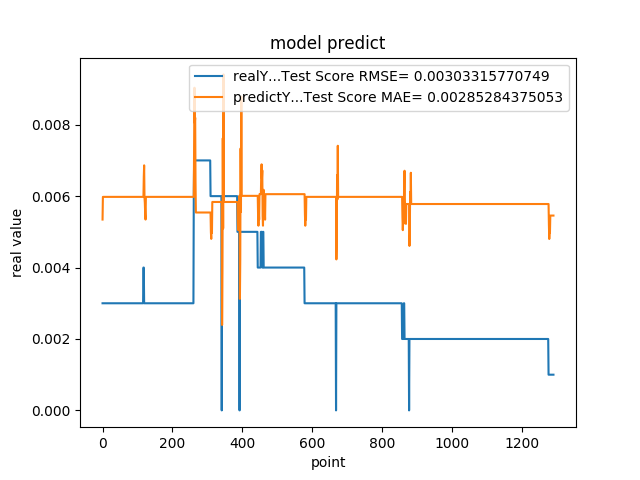 model predict
realY...Test Score RMSE= 0.00303315770749
predictY...Test Score MAE= 0.00285284375053
0.008
0.006
0.004
0.002
0.000
real value
0 200 400 600 800 1000 1200
point